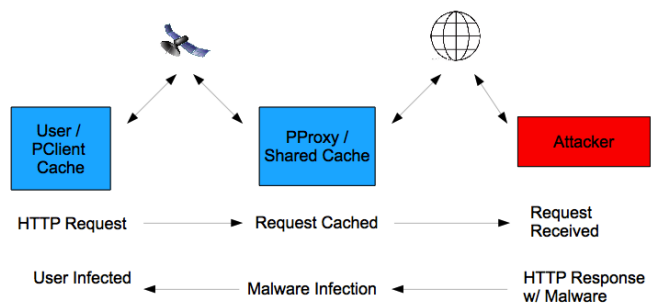 User /
PClient
Cache
PProxy /
Shared Cache
Attacker
HTTP Request
Request Cached
Request
Received
User Infected
Malware Infection
HTTP Response
w/ Malware